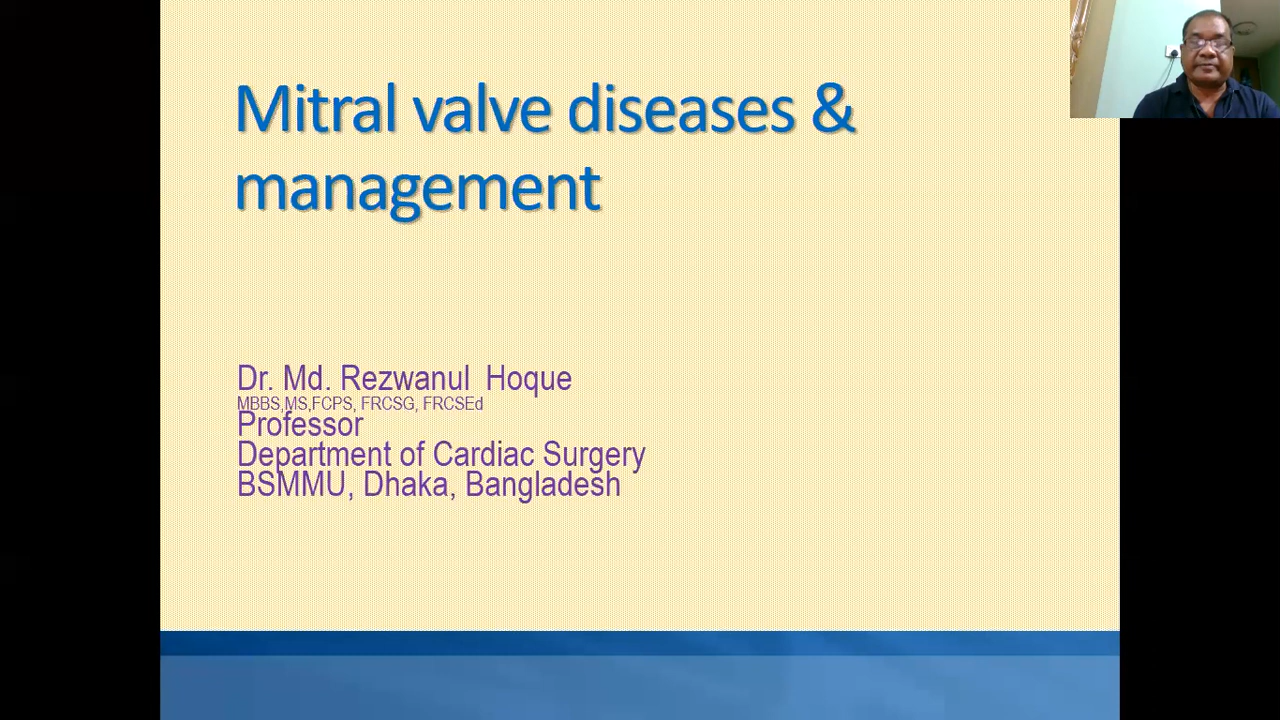 Mitral valve diseases &
management
Dr. Md. Rezwanul Hoque
MBBS,MS,FCPS, FRCSG, FRCSEd
Professor
Department of Cardiac Surgery
BSMMU, Dhaka, Bangladesh